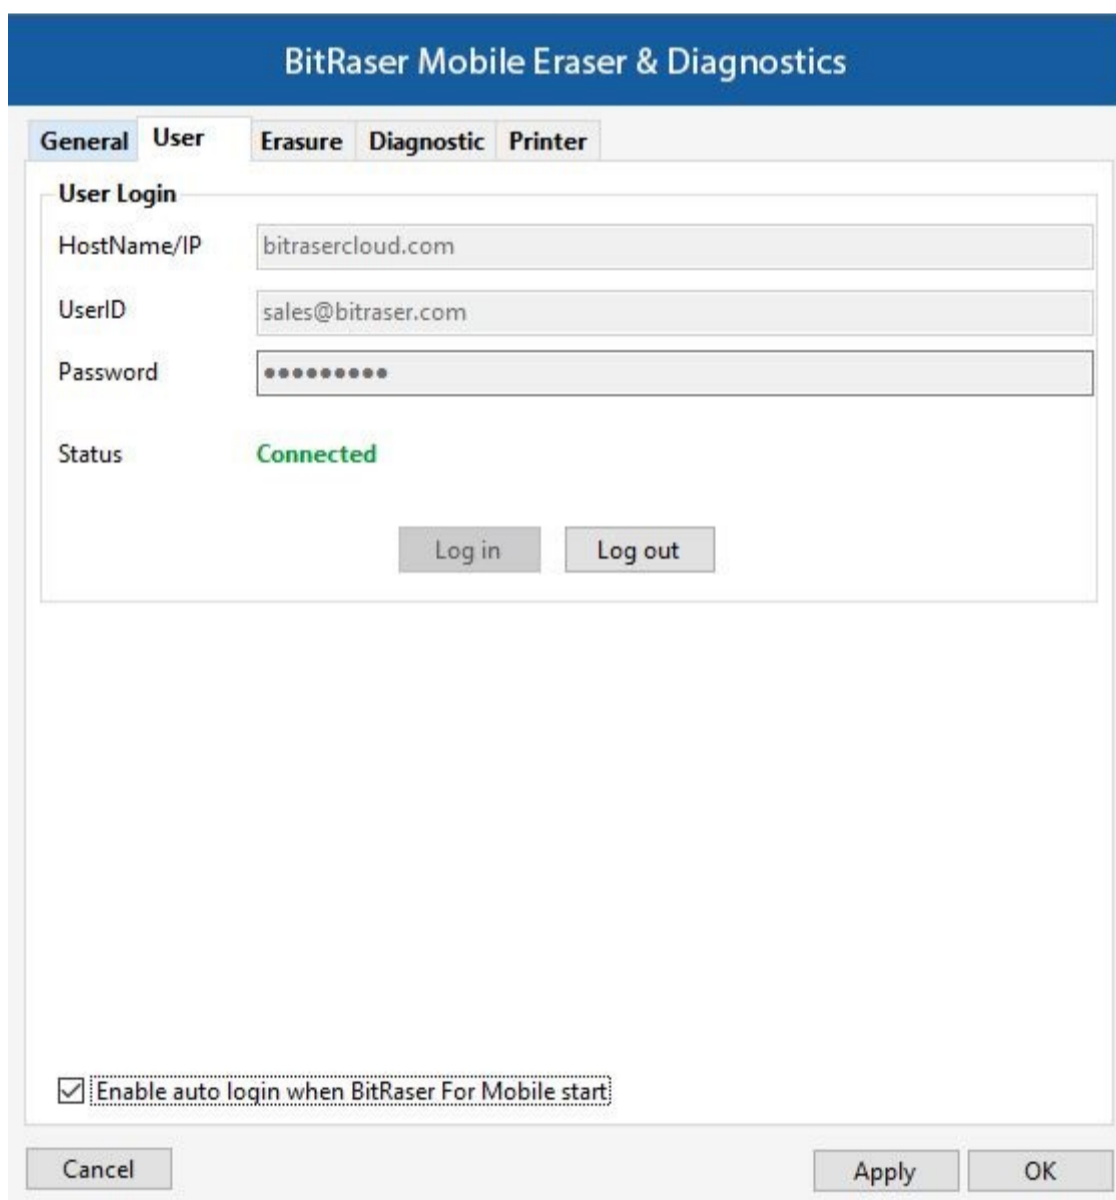 BitRaser Mobile Eraser & Diagnostics
General User Erasure Diagnostic Printer
User Login
HostName/IP bitrasercloud.com
UserID sales@bitraser.com
Password •••••••••
Status Connected
Log in Log out
Enable auto login when BitRaser For Mobile start
Cancel Apply OK